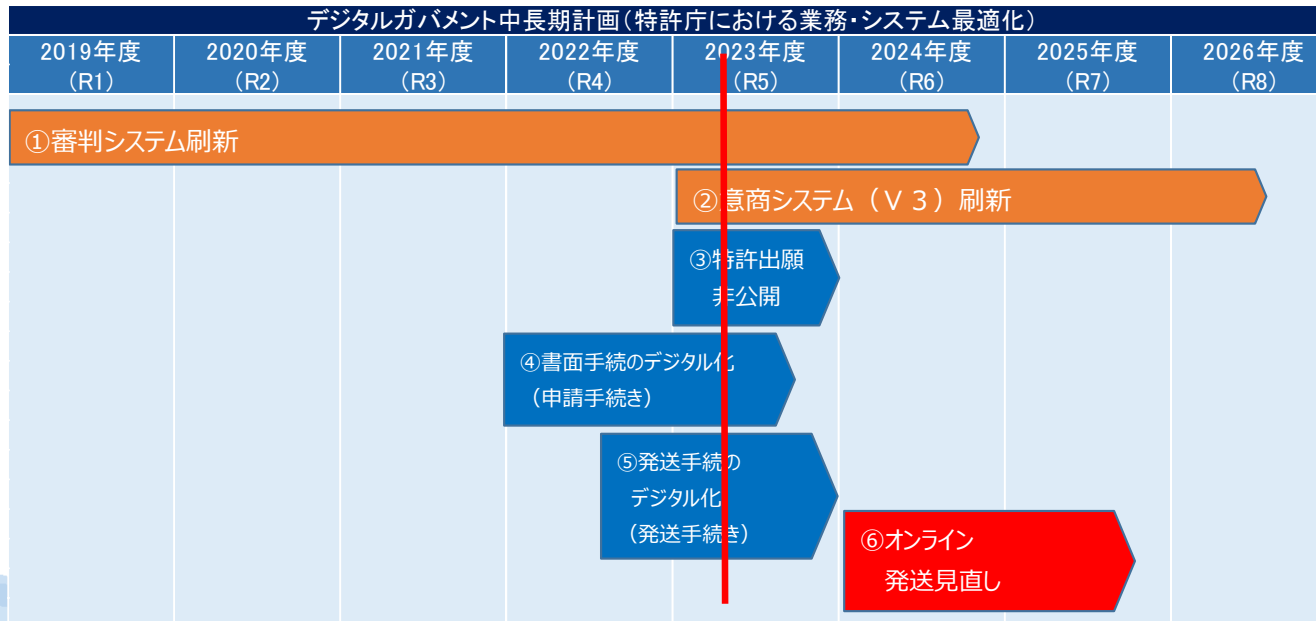 デジタルガバメント中長期計画（特許庁における業務・システム最適化）
2019年度 2020年度 2021年度 2022年度 2023年度 2024年度 2025年度 2026年度
（R1） （R2） （R3） （R4） （R5） （R6） （R7） （R8）
①審判システム刷新
②意商システム（Ｖ３）刷新
③特許出願
非公開
④書面手続のデジタル化
（申請手続き）
⑤発送手続の
デジタル化
（発送手続き）
⑥オンライン
発送見直し